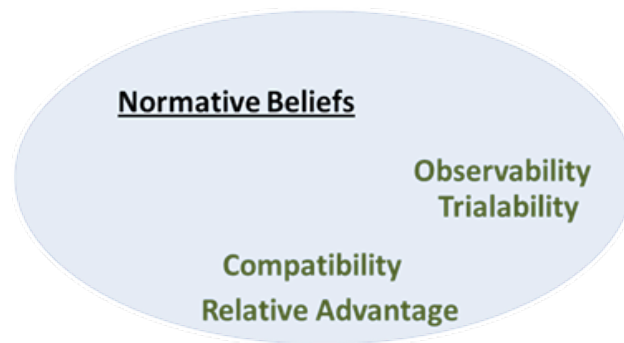 Normative Beliefs
Observability
Trialability
Compatibility
Relative Advantage